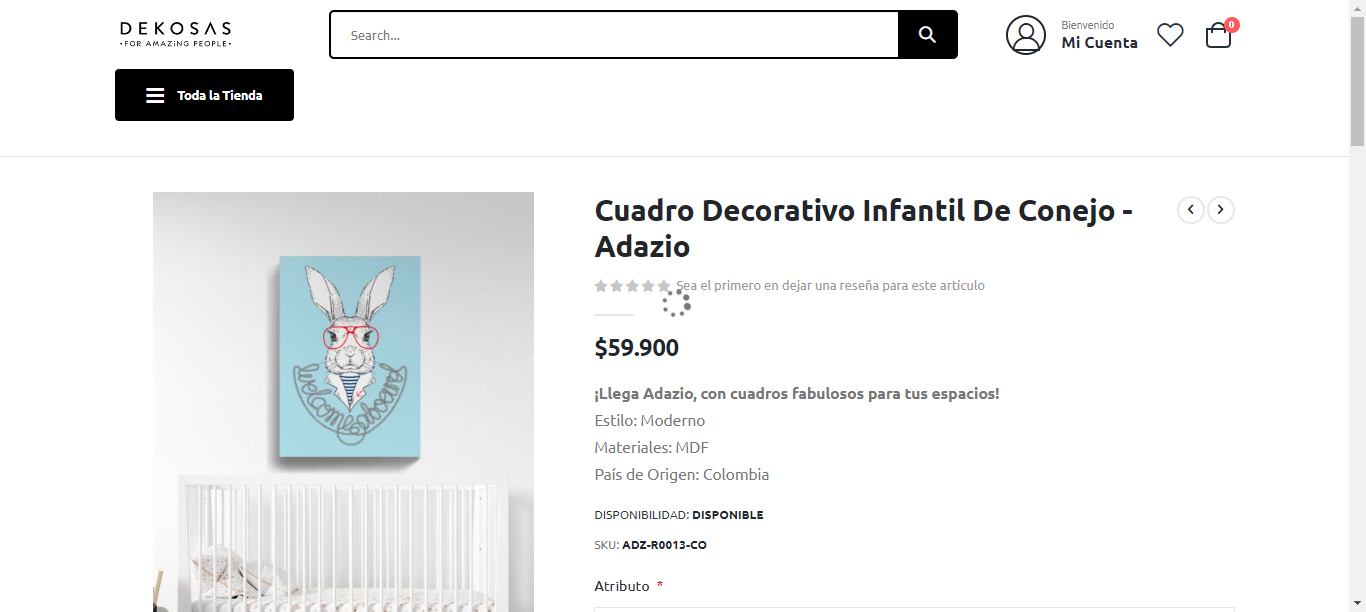 DEKOSAS
•FOR AMAZING PEOPLE•
Search...
Bienvenido
Mi Cuenta
0
Toda la Tienda
Cuadro Decorativo Infantil De Conejo -
Adazio
Sea el primero en dejar una reseña para este artículo
$59.900
¡Llega Adazio, con cuadros fabulosos para tus espacios!
Estilo: Moderno
Materiales: MDF
País de Origen: Colombia
DISPONIBILIDAD: DISPONIBLE
SKU: ADZ-R0013-CO
Atributo *
welcome aboard